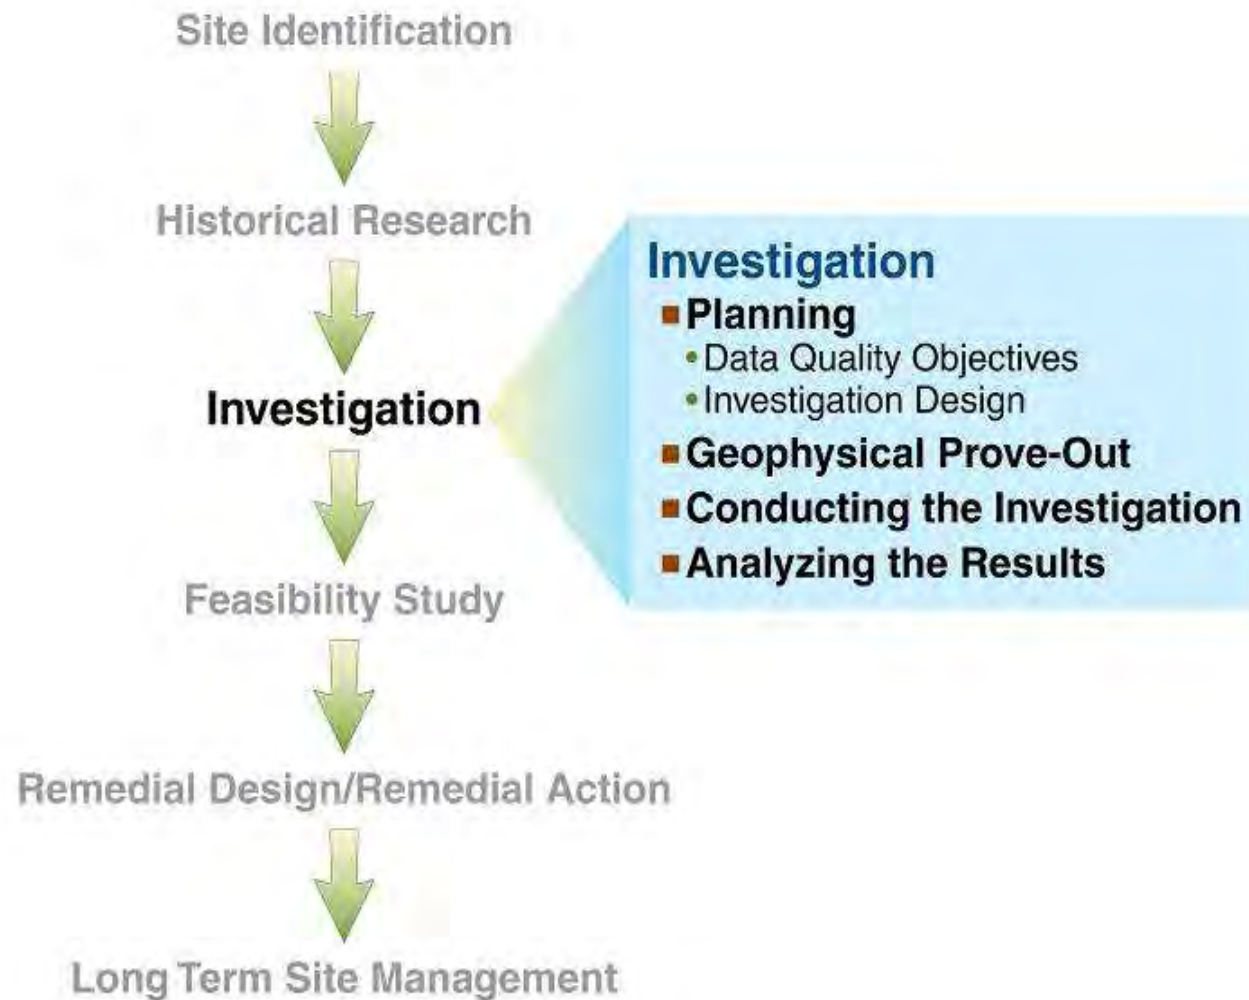 Site Identification
Historical Research
Investigation
Feasibility Study
Remedial Design/Remedial Action
Long Term Site Management
Investigation
Planning
Data Quality Objectives
Investigation Design
Geophysical Prove-Out
Conducting the Investigation
Analyzing the Results